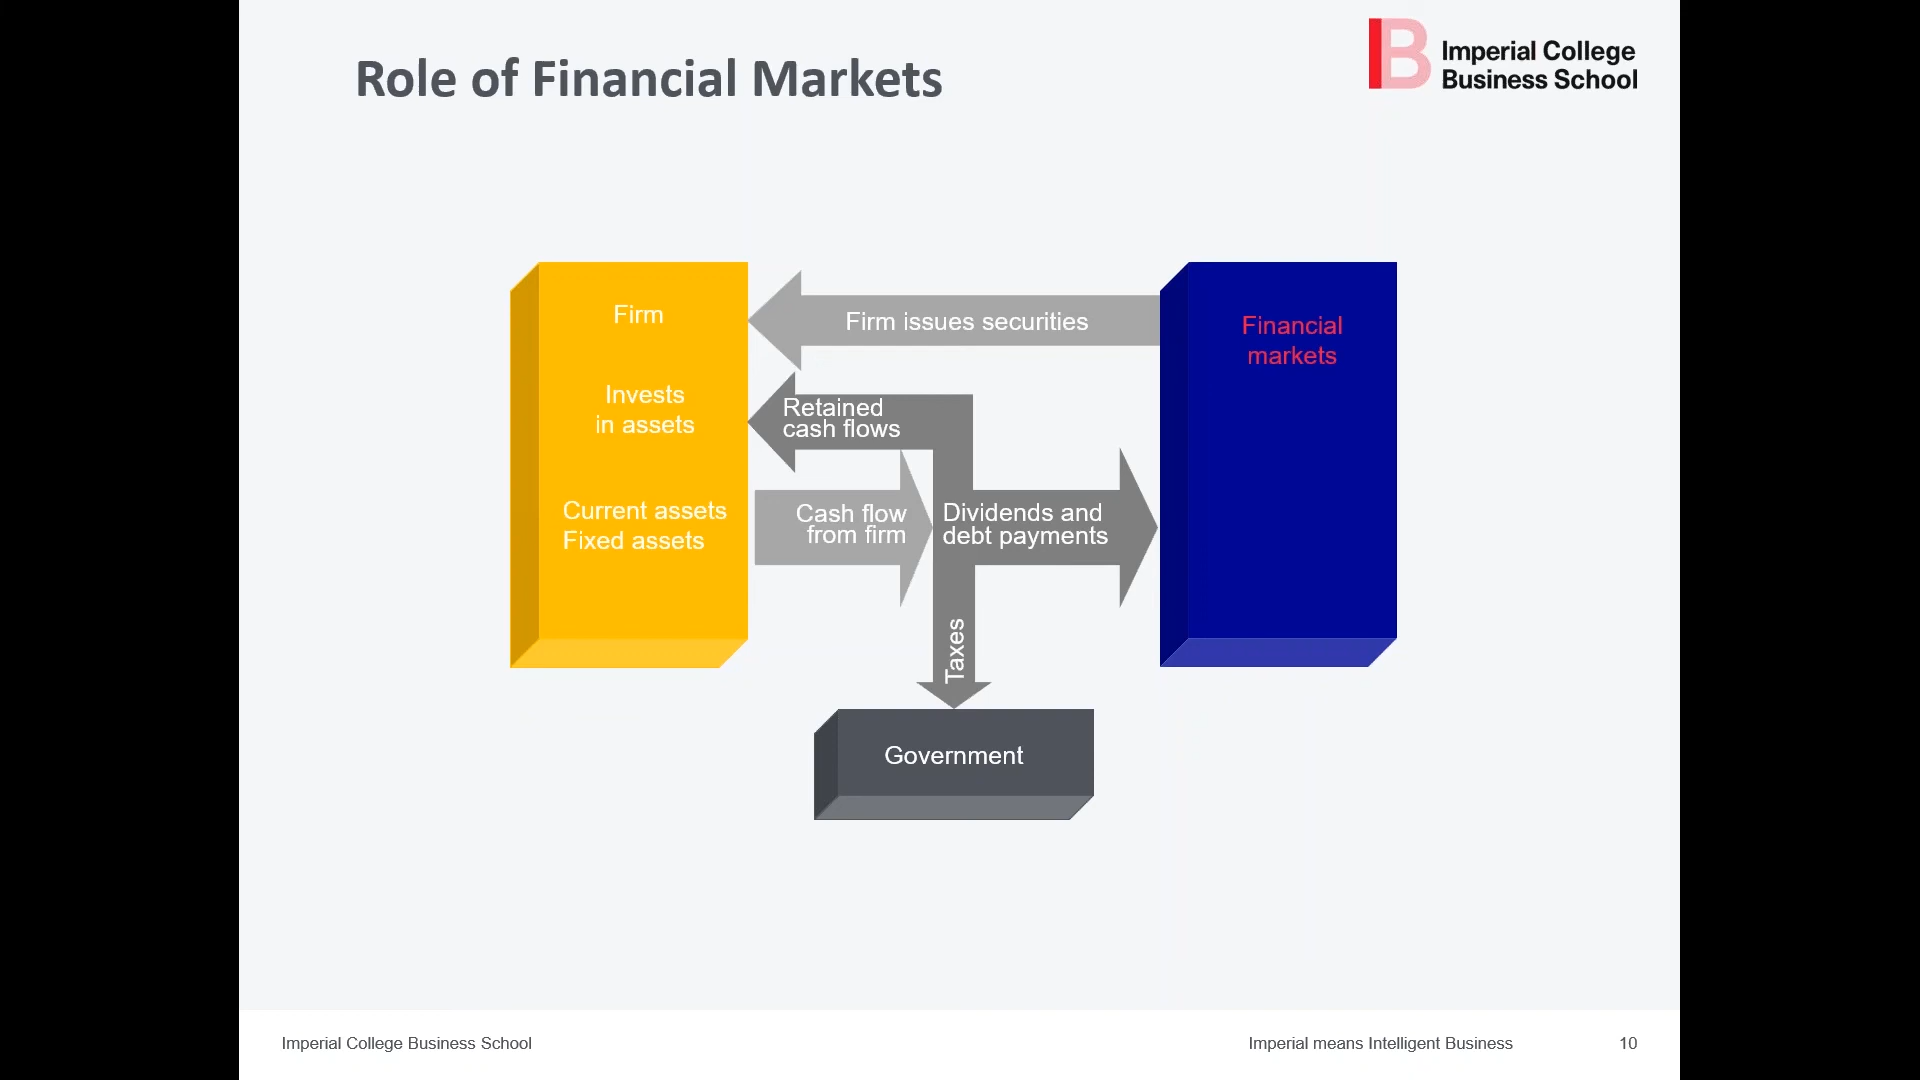 Role of Financial Markets
Imperial College
Business School
Firm
Invests
in assets
Current assets
Fixed assets
Firm issues securities
Retained
cash flows
Cash flow
from firm
Dividends and
debt payments
Taxes
Financial
markets
Government
Imperial College Business School
Imperial means Intelligent Business
10